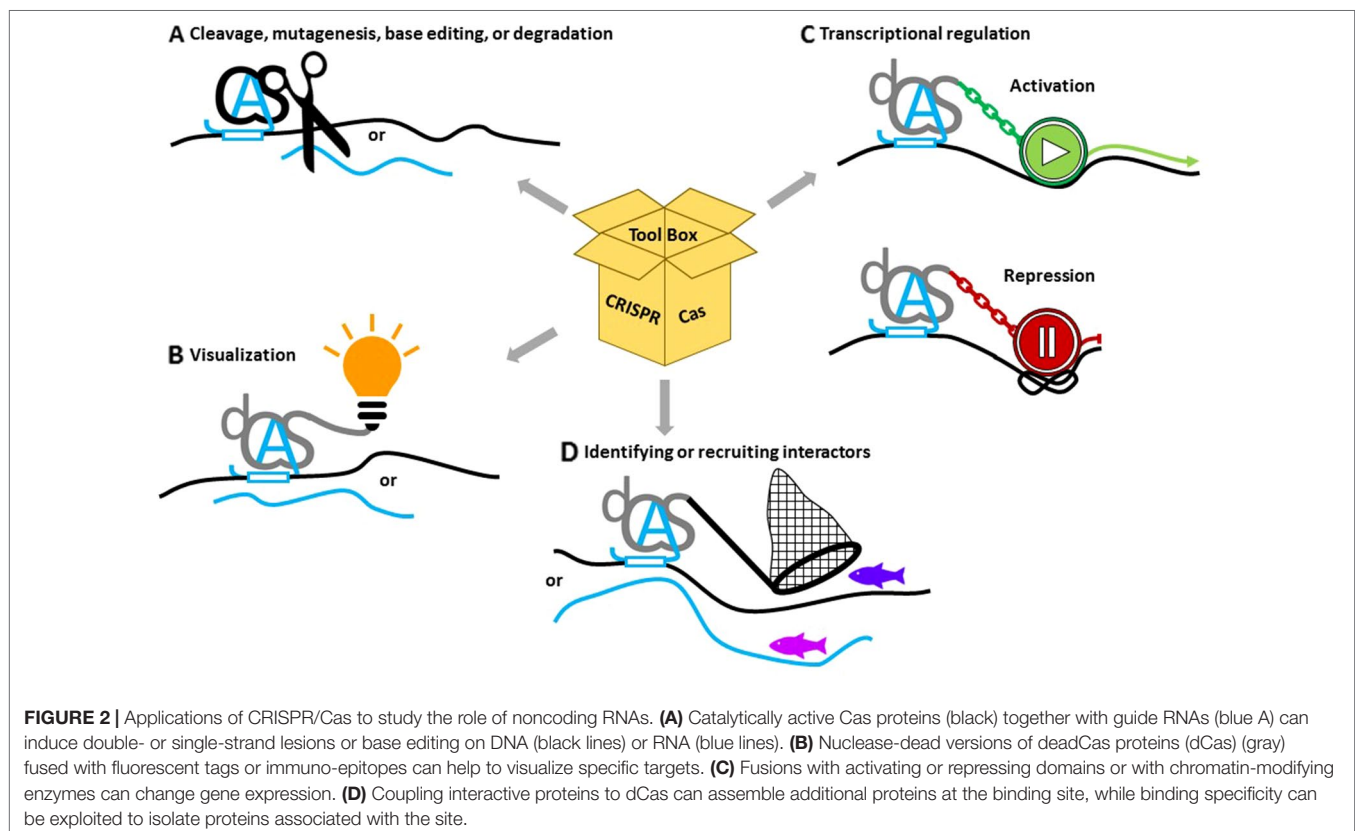 A Cleavage, mutagenesis, base editing, or degradation
CAS
or
C Transcriptional regulation
dCAS
Activation
dCAS
Repression
Tool Box
CRISPR Cas
B Visualization
dCAS
or
D Identifying or recruiting interactors
dCAS
or
FIGURE 2 | Applications of CRISPR/Cas to study the role of noncoding RNAs. (A) Catalytically active Cas proteins (black) together with guide RNAs (blue A) can
induce double- or single-strand lesions or base editing on DNA (black lines) or RNA (blue lines). (B) Nuclease-dead versions of deadCas proteins (dCas) (gray)
fused with fluorescent tags or immuno-epitopes can help to visualize specific targets. (C) Fusions with activating or repressing domains or with chromatin-modifying
enzymes can change gene expression. (D) Coupling interactive proteins to dCas can assemble additional proteins at the binding site, while binding specificity can
be exploited to isolate proteins associated with the site.